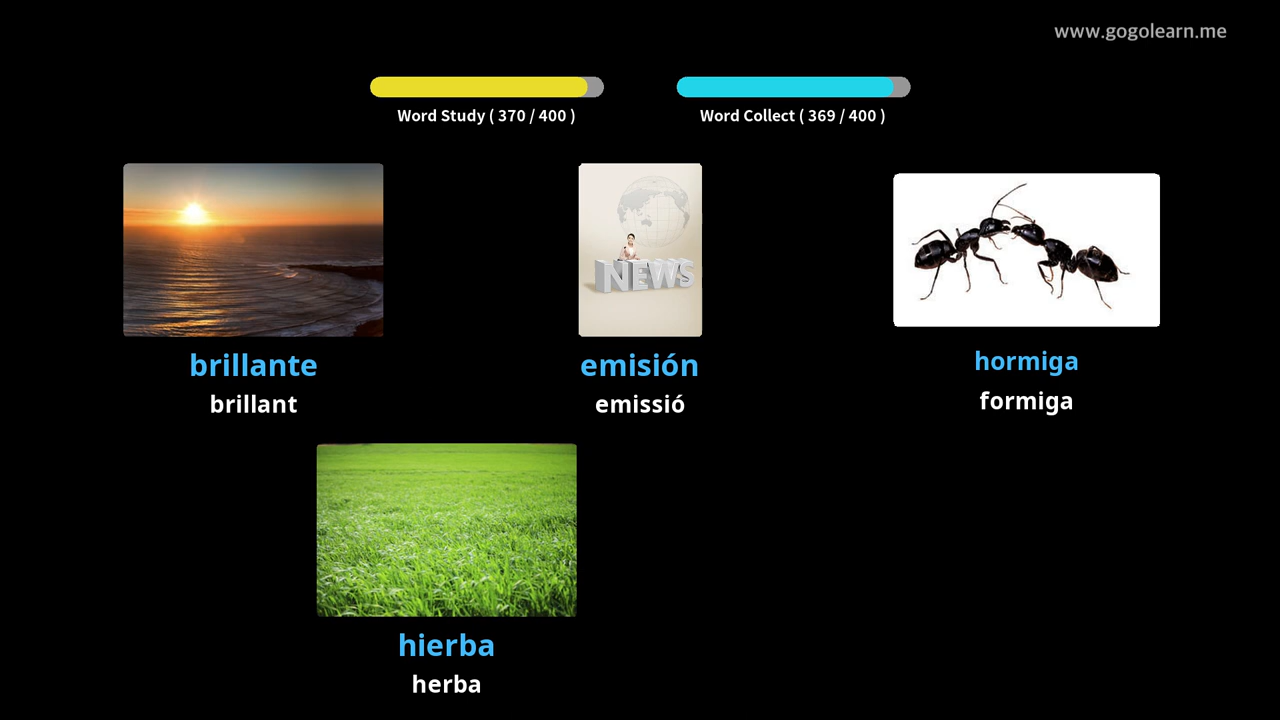 www.gogolearn.me
Word Study ( 370 / 400 )
Word Collect ( 369 / 400 )
NEWS
brillante
brillant
emisión
emissió
hormiga
formiga
hierba
herba